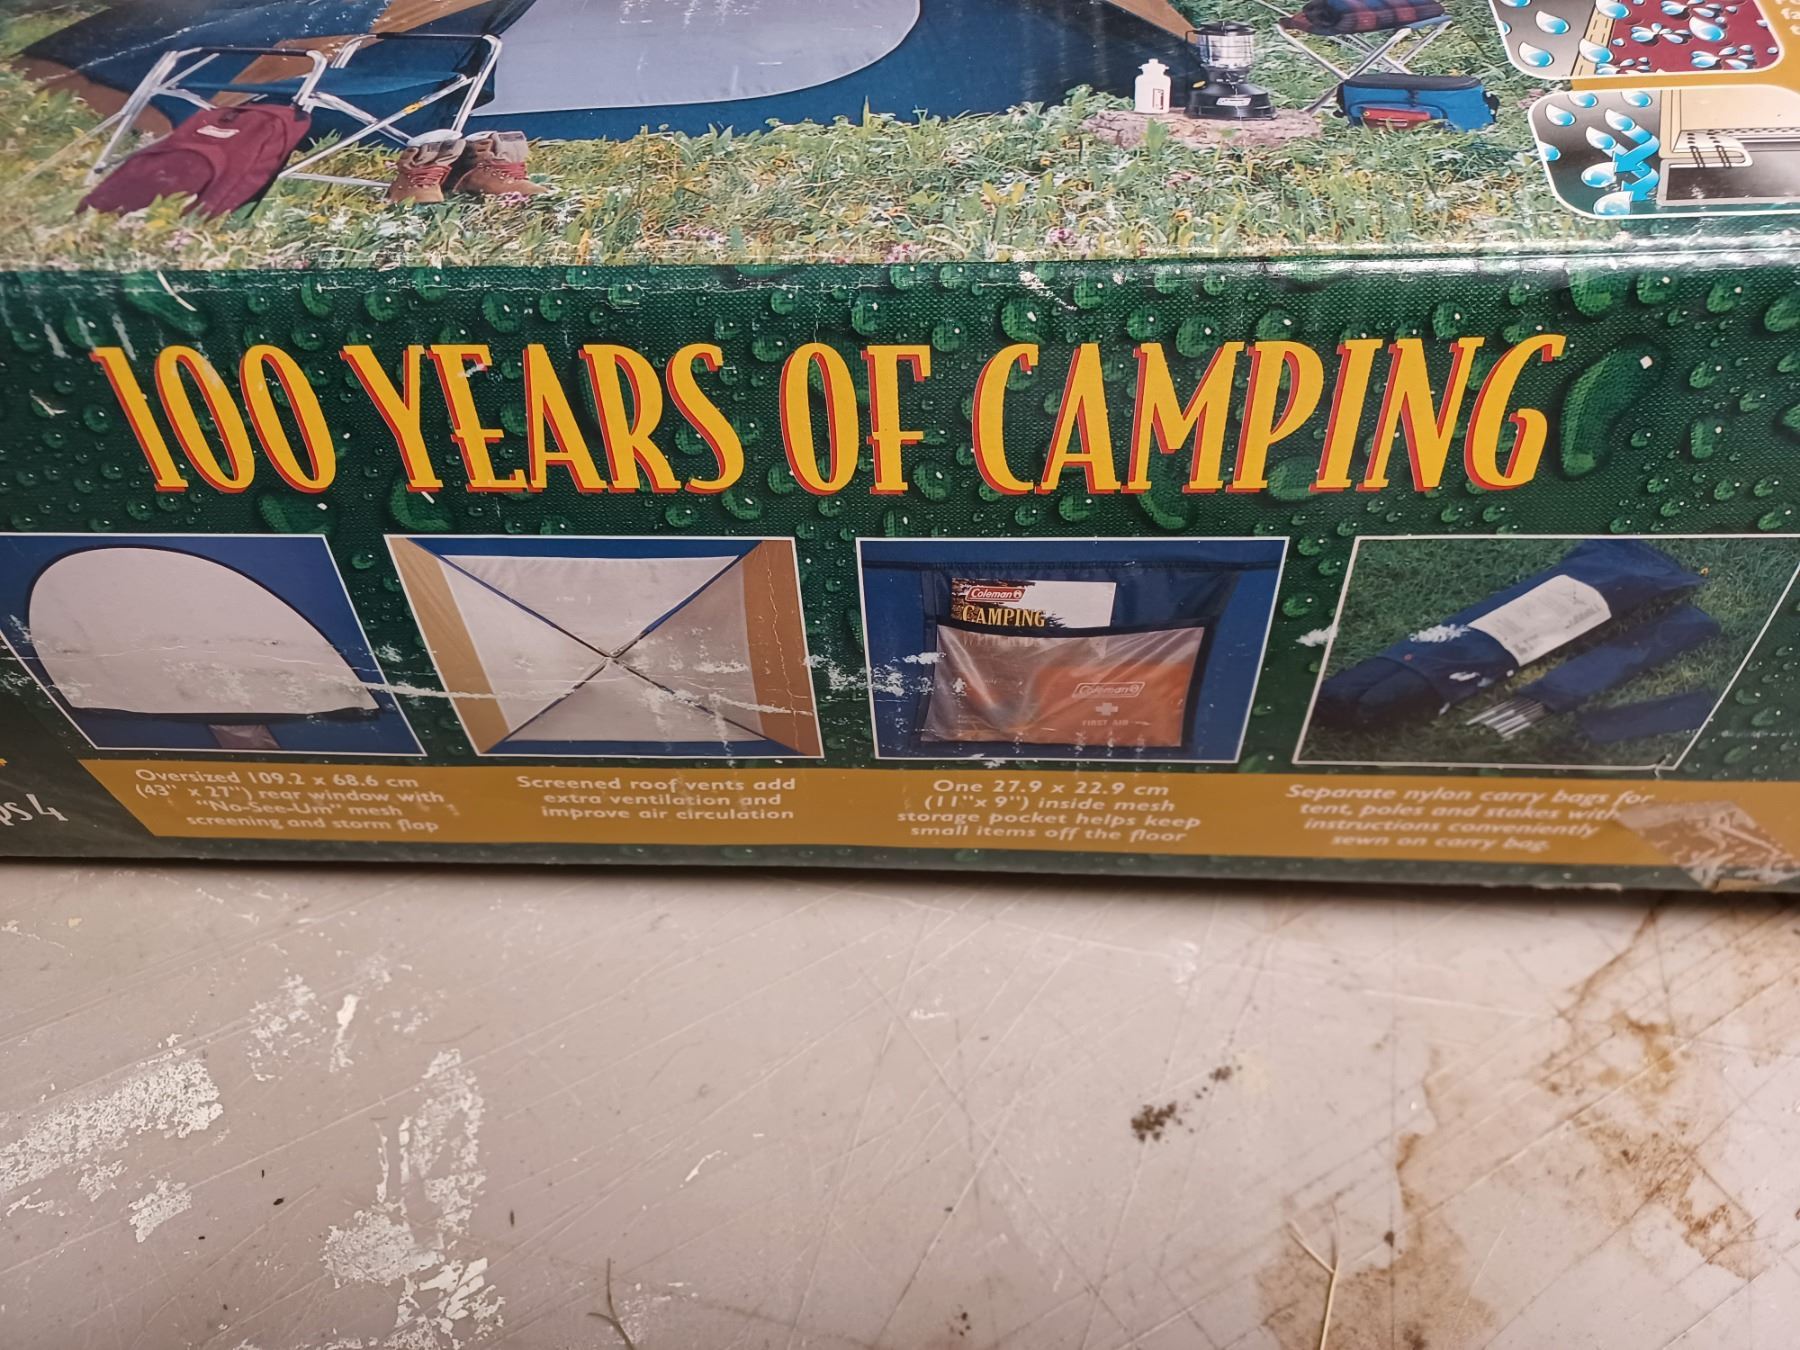 100 YEARS OF CAMPING
Coleman
CAMPING
Coleman
FIRST AID
Oversized 109.2 x 68.6 cm
(43" x 27") rear window with
"No-See-Um" mesh
screening and storm flap
Screened roof vents add
extra ventilation and
improve air circulation
One 27.9 x 22.9 cm
(11"x 9") inside mesh
storage pocket helps keep
small items off the floor
Separate nylon carry bags for
tent, poles and stakes with
instructions conveniently
sewn on carry bag.
ps 4